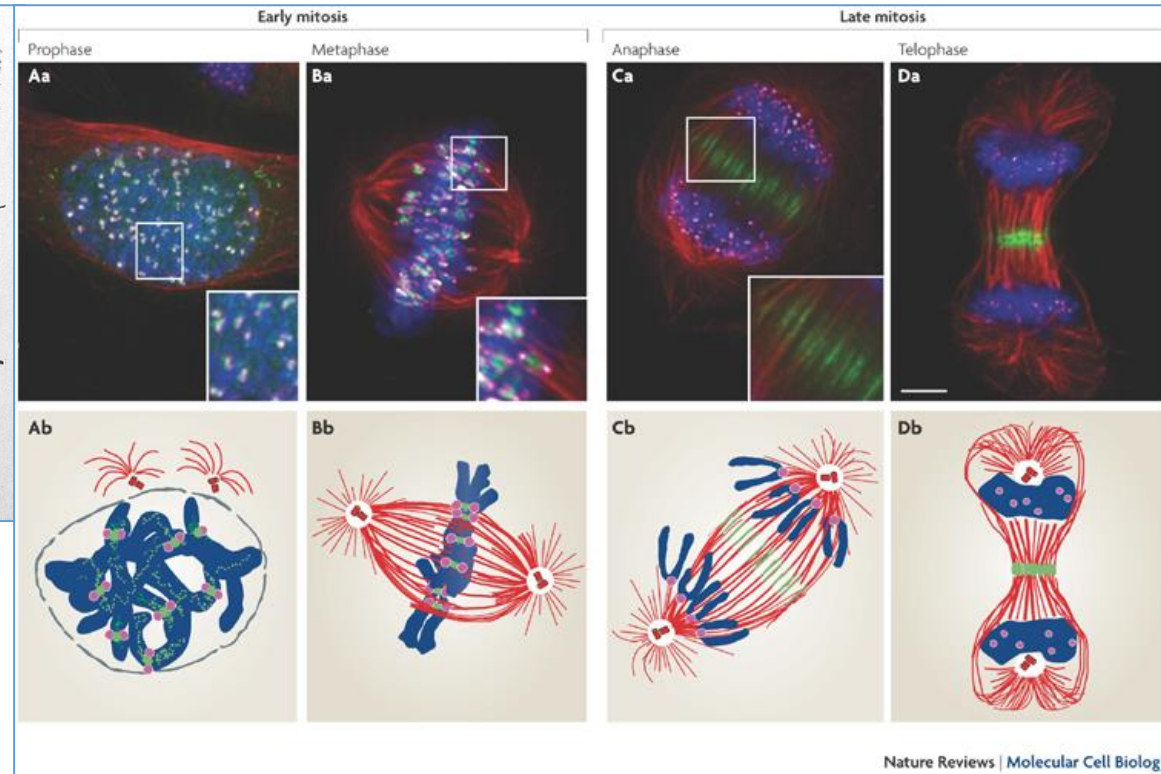 Early mitosis
Late mitosis
Prophase
Metaphase
Anaphase
Telophase
Aa
Ba
Ca
Da
Ab
Bb
Cb
Db
Nature Reviews | Molecular Cell Biolog